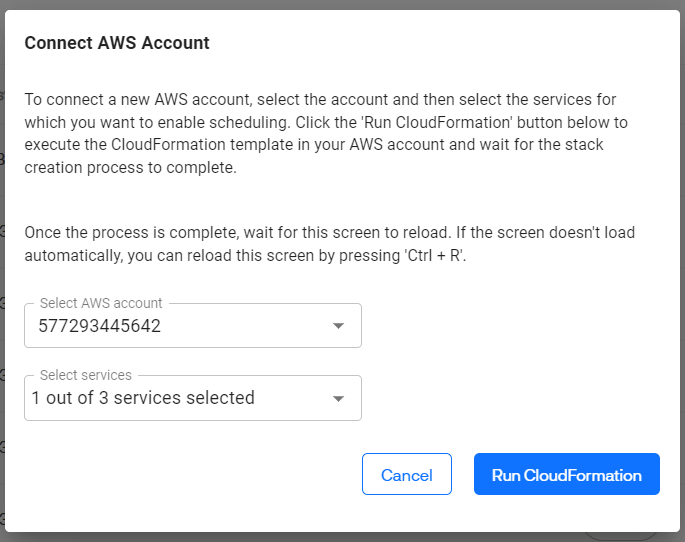 Connect AWS Account
To connect a new AWS account, select the account and then select the services for
which you want to enable scheduling. Click the 'Run CloudFormation' button below to
execute the CloudFormation template in your AWS account and wait for the stack
creation process to complete.
Once the process is complete, wait for this screen to reload. If the screen doesn't load
automatically, you can reload this screen by pressing 'Ctrl + R'.
Select AWS account
577293445642
Select services
1 out of 3 services selected
Cancel
Run CloudFormation